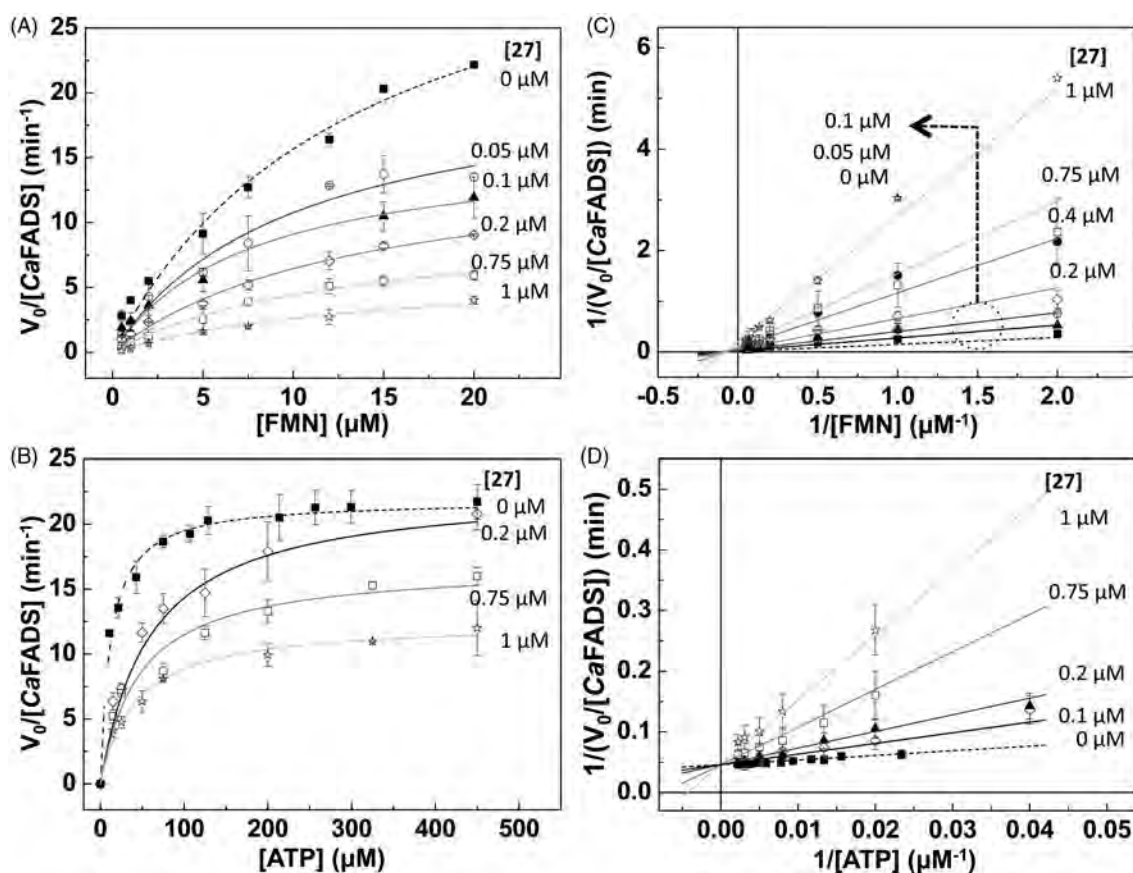 (A)
25
20
15
10
5
0
V₀/[CaFADS] (min⁻¹)
[27]
0 µM
0.05 µM
0.1 µM
0.2 µM
0.75 µM
1 µM
0 5 10 15 20
[FMN] (µM)
(C)
6
4
2
0
1/(V₀/[CaFADS]) (min)
[27]
1 µM
0.1 µM
0.05 µM
0 µM
0.75 µM
0.4 µM
0.2 µM
-0.5 0.0 0.5 1.0 1.5 2.0
1/[FMN] (µM⁻¹)
(B)
25
20
15
10
5
0
V₀/[CaFADS] (min⁻¹)
[27]
0 µM
0.2 µM
0.75 µM
1 µM
0 100 200 300 400 500
[ATP] (µM)
(D)
0.5
0.4
0.3
0.2
0.1
0.0
1/(V₀/[CaFADS]) (min)
[27]
1 µM
0.75 µM
0.2 µM
0.1 µM
0 µM
0.00 0.01 0.02 0.03 0.04 0.05
1/[ATP] (µM⁻¹)